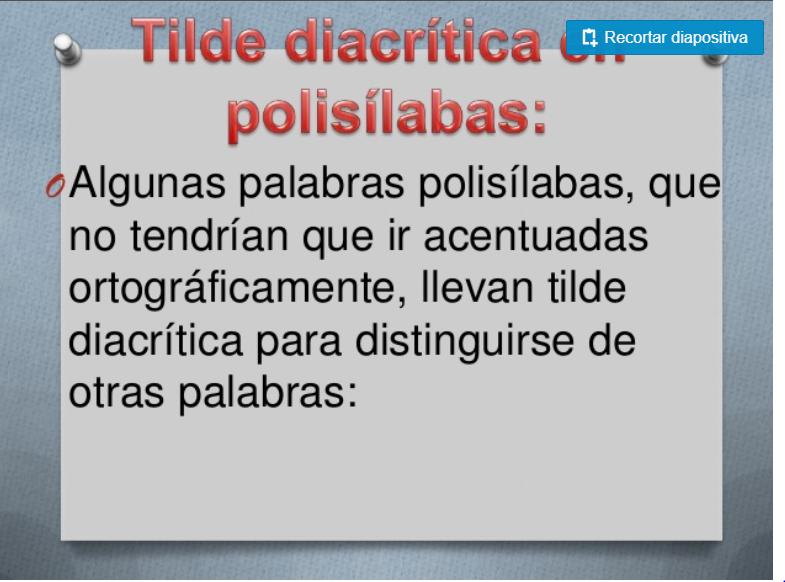 Tilde diacrítica
Recortar diapositiva
polisílabas:
Algunas palabras polisílabas, que
no tendrían que ir acentuadas
ortográficamente, llevan tilde
diacrítica para distinguirse de
otras palabras: